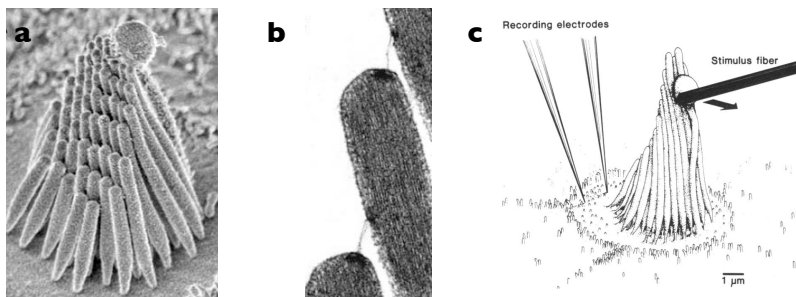 a
b
c
Recording electrodes
Stimulus fiber
1 µm